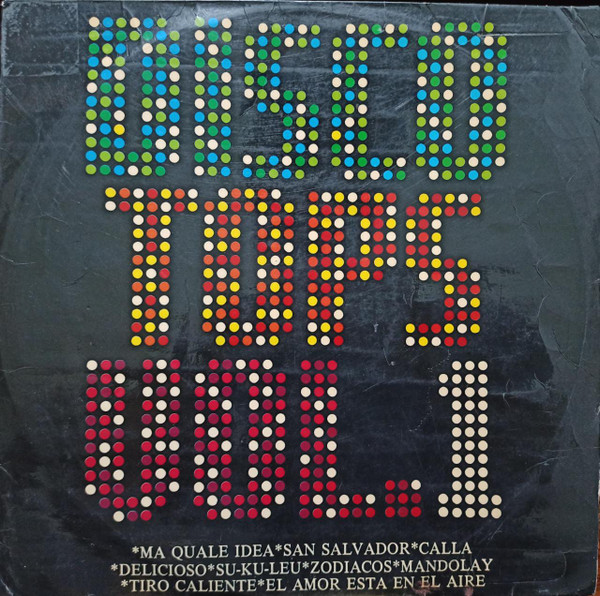 DISCO
TOPS
VOL.1
*MA QUALE IDEA*SAN SALVADOR*CALLA
*DELICIOSO*SU-KU-LEU*ZODIACOS*MANDOLAY
*TIRO CALIENTE*EL AMOR ESTA EN EL AIRE